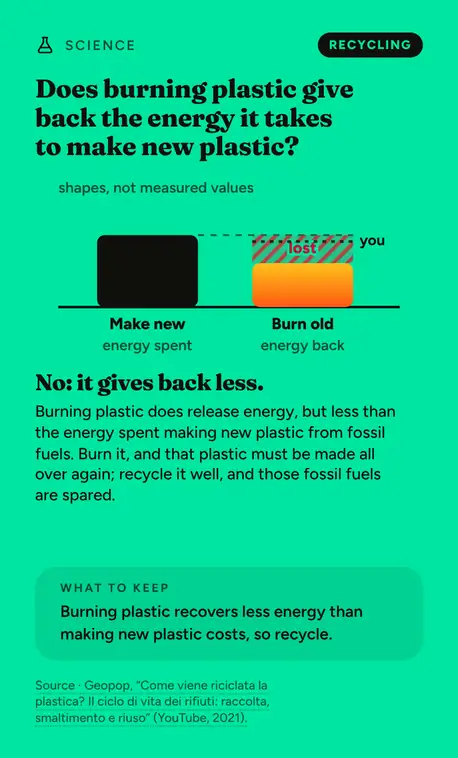 SCIENCE
RECYCLING
Does burning plastic give
back the energy it takes
to make new plastic?
shapes, not measured values
lost
you
Make new
Burn old
energy spent
energy back
No: it gives back less.
Burning plastic does release energy, but less than
the energy spent making new plastic from fossil
fuels. Burn it, and that plastic must be made all
over again; recycle it well, and those fossil fuels
are spared.
WHAT TO KEEP
Burning plastic recovers less energy than
making new plastic costs, so recycle.
Source · Geopop, “Come viene riciclata la
plastica? Il ciclo di vita dei rifiuti: raccolta,
smaltimento e riuso” (YouTube, 2021).